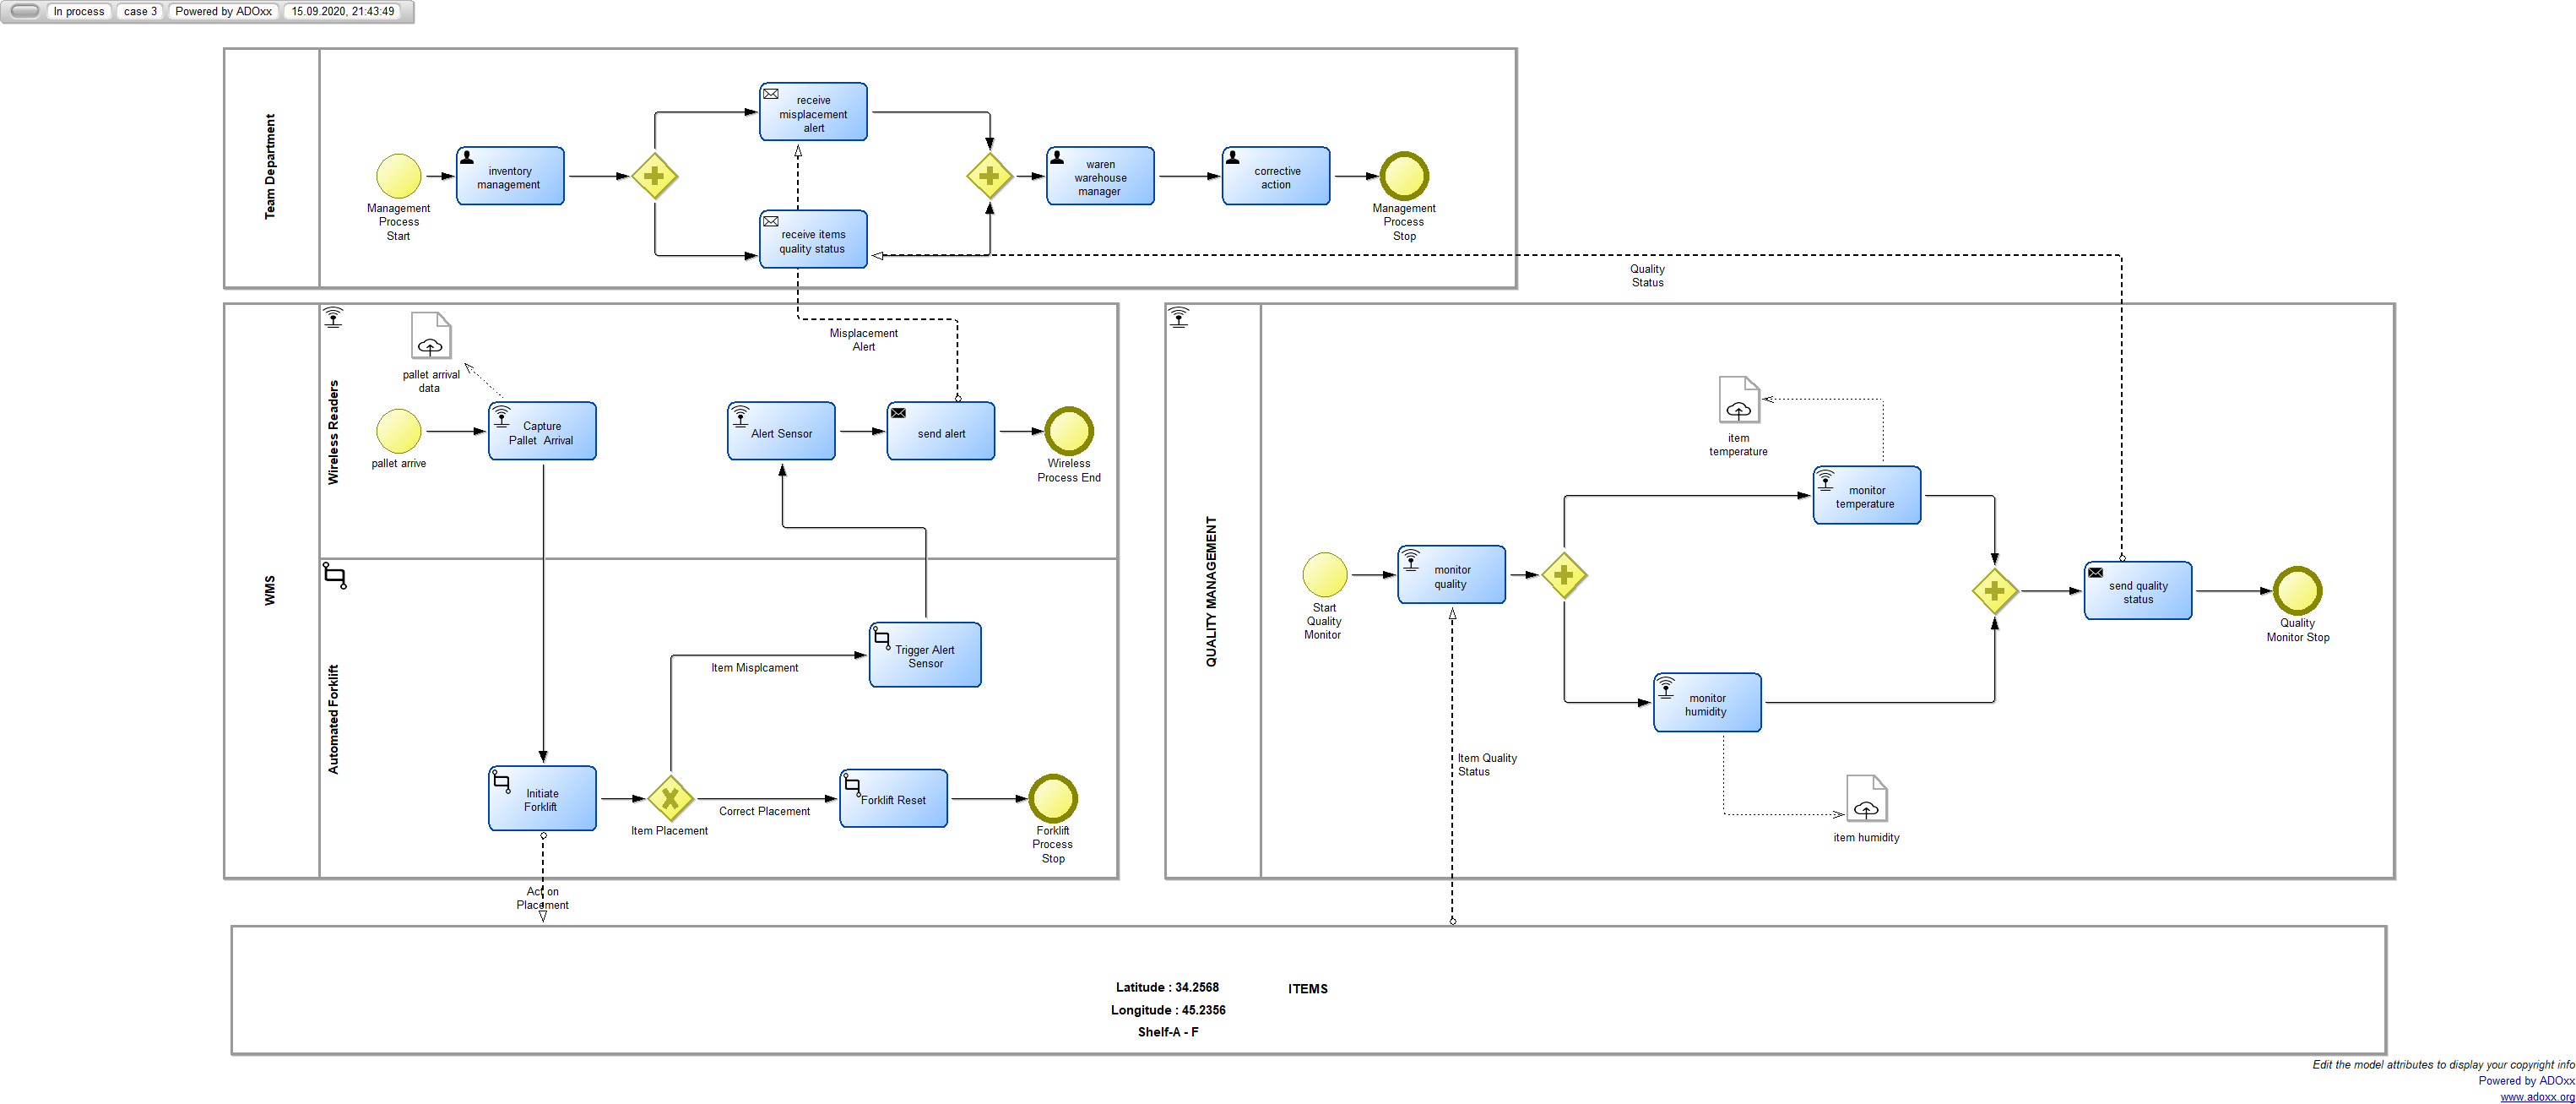 In process
case 3
Powered by ADOxx
15.09.2020, 21:43:49
Team Department
Management
Process
Start
inventory
management
receive
misplacement
alert
receive items
quality status
waren
warehouse
manager
corrective
action
Management
Process
Stop
Quality
Status
WMS
Wireless Readers
pallet arrival
data
pallet arrive
Capture
Pallet Arrival
Misplacement
Alert
Alert Sensor
send alert
Wireless
Process End
Automated Forklift
Trigger Alert
Sensor
Item Misplcament
Initiate
Forklift
Item Placement
Correct Placement
Forklift Reset
Forklift
Process
Stop
Act on
Placement
QUALITY MANAGEMENT
Start
Quality
Monitor
monitor
quality
item
temperature
monitor
temperature
monitor
humidity
item humidity
send quality
status
Quality
Monitor Stop
Item Quality
Status
Latitude : 34.2568
Longitude : 45.2356
Shelf-A - F
ITEMS
Edit the model attributes to display your copyright info
Powered by ADOxx
www.adoxx.org